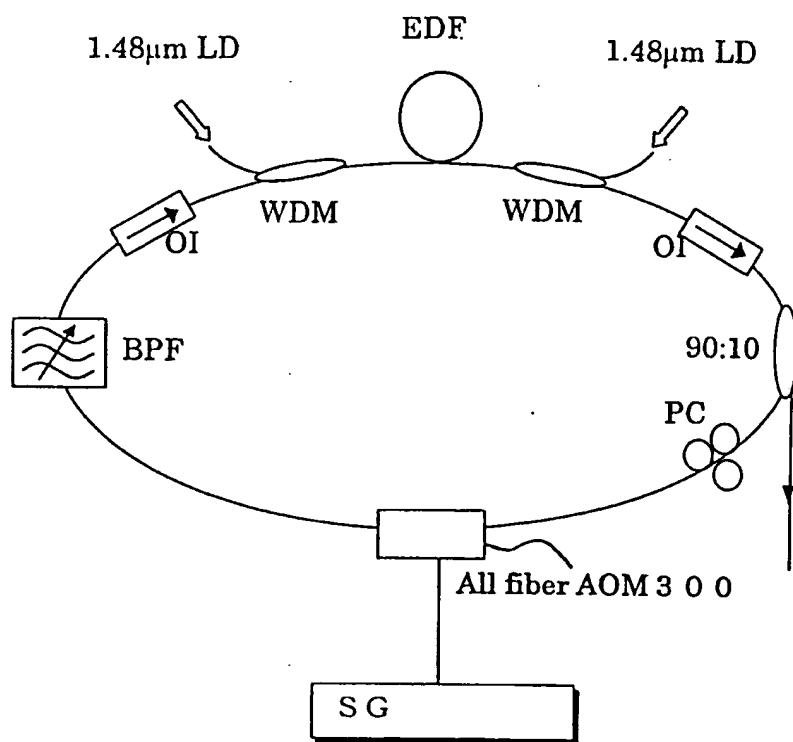 EDF
1.48μm LD
1.48μm LD
WDM
WDM
OI
OI
BPF
90:10
PC
All fiber AOM 3 0 0
S G